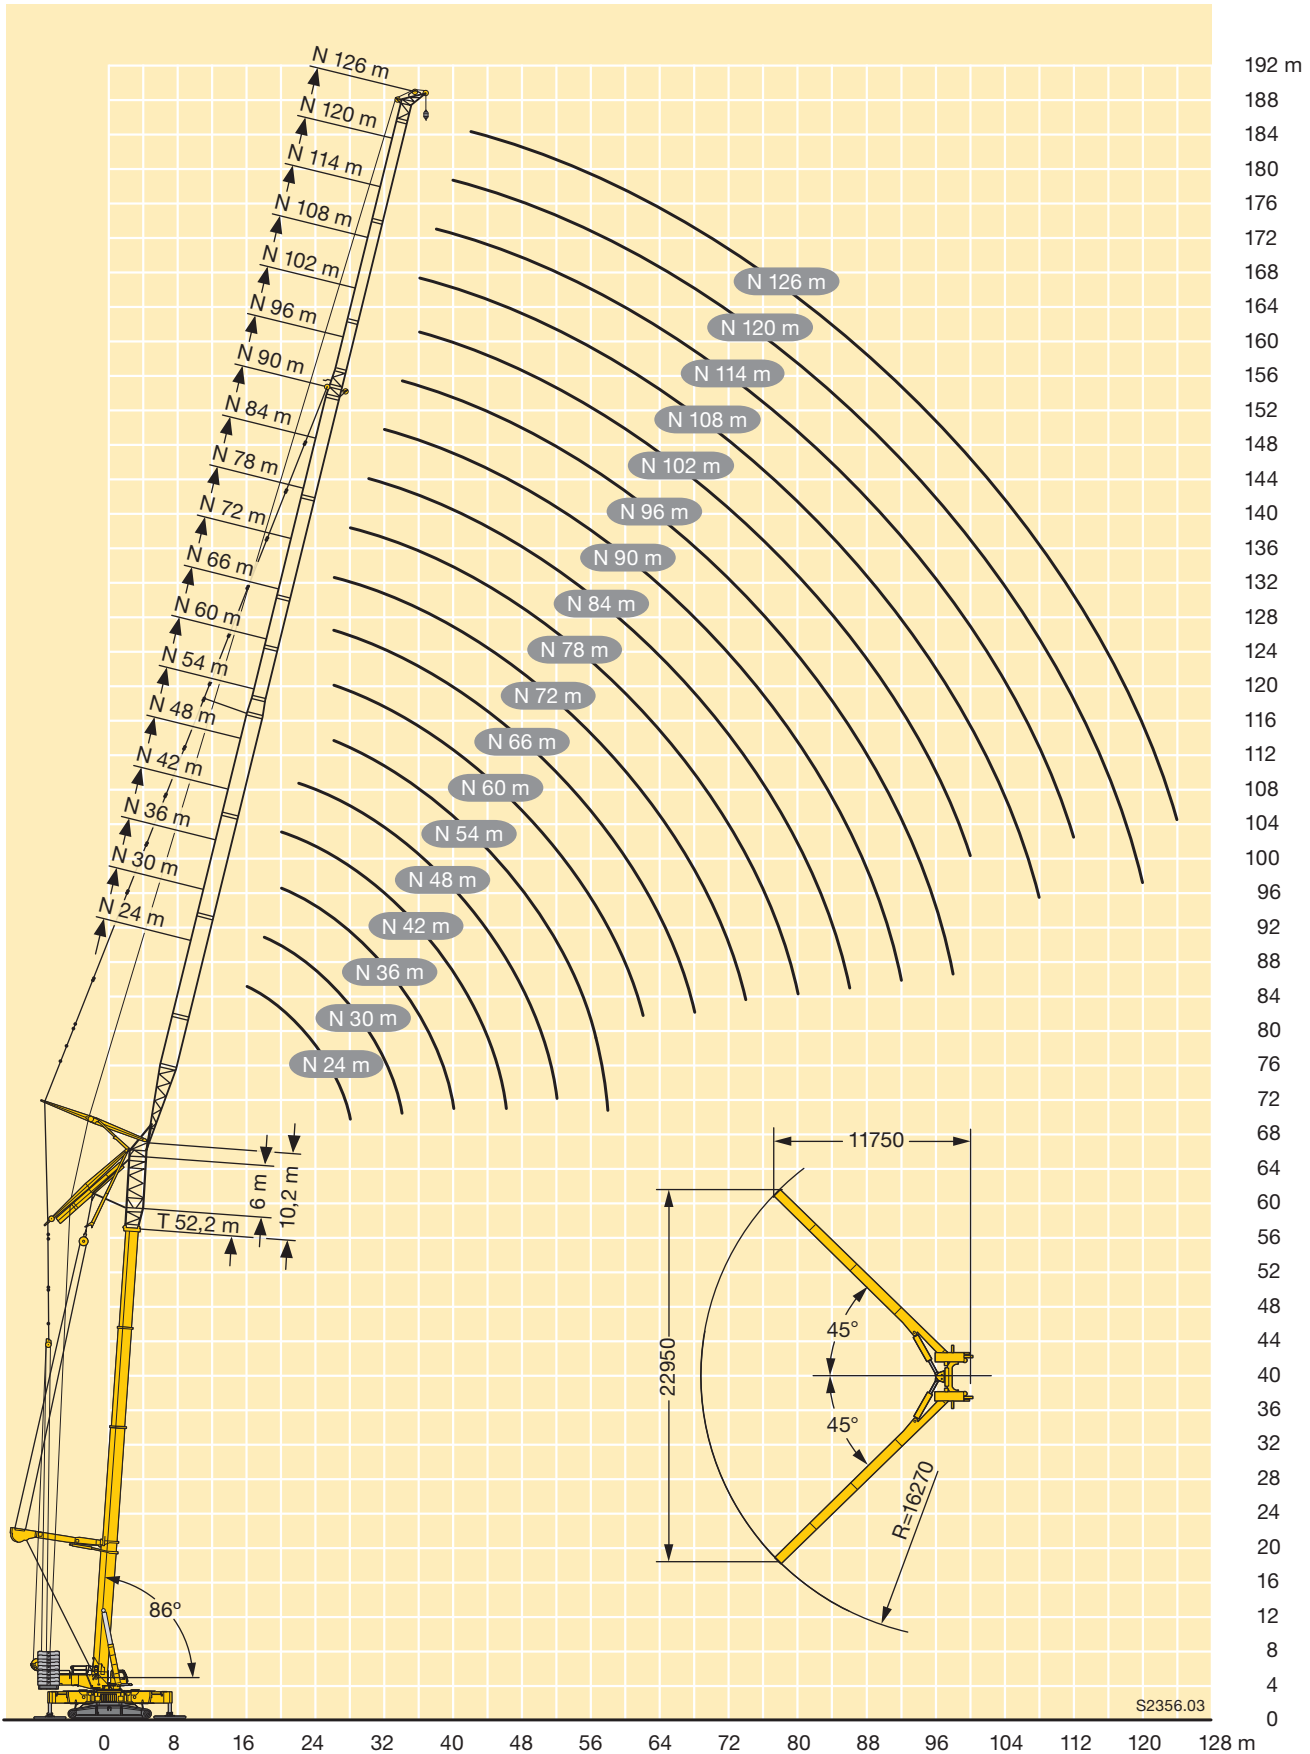 N 126 m
N 120 m
N 114 m
N 108 m
N 102 m
N 96 m
N 90 m
N 84 m
N 78 m
N 72 m
N 66 m
N 60 m
N 54 m
N 48 m
N 42 m
N 36 m
N 30 m
N 24 m
N 126 m
N 120 m
N 114 m
N 108 m
N 102 m
N 96 m
N 90 m
N 84 m
N 78 m
N 72 m
N 66 m
N 60 m
N 54 m
N 48 m
N 42 m
N 36 m
N 30 m
N 24 m
192 m
188
184
180
176
172
168
164
160
156
152
148
144
140
136
132
128
124
120
116
112
108
104
100
96
92
88
84
80
76
72
68
64
60
56
52
48
44
40
36
32
28
24
20
16
12
8
4
0
6 m
10,2 m
T 52,2 m
86°
11750
22950
45°
45°
R=16270
S2356.03
0 8 16 24 32 40 48 56 64 72 80 88 96 104 112 120 128 m